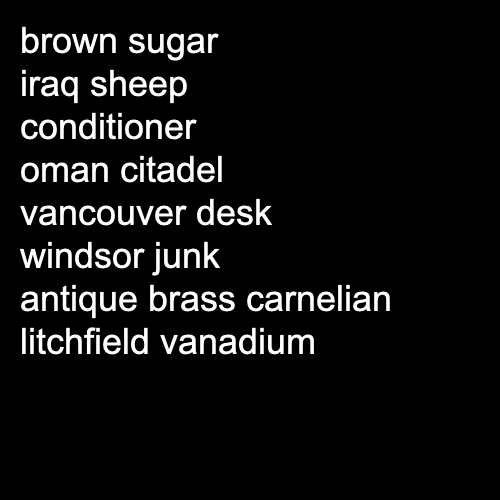 brown sugar
iraq sheep
conditioner
oman citadel
vancouver desk
windsor junk
antique brass carnelian
litchfield vanadium